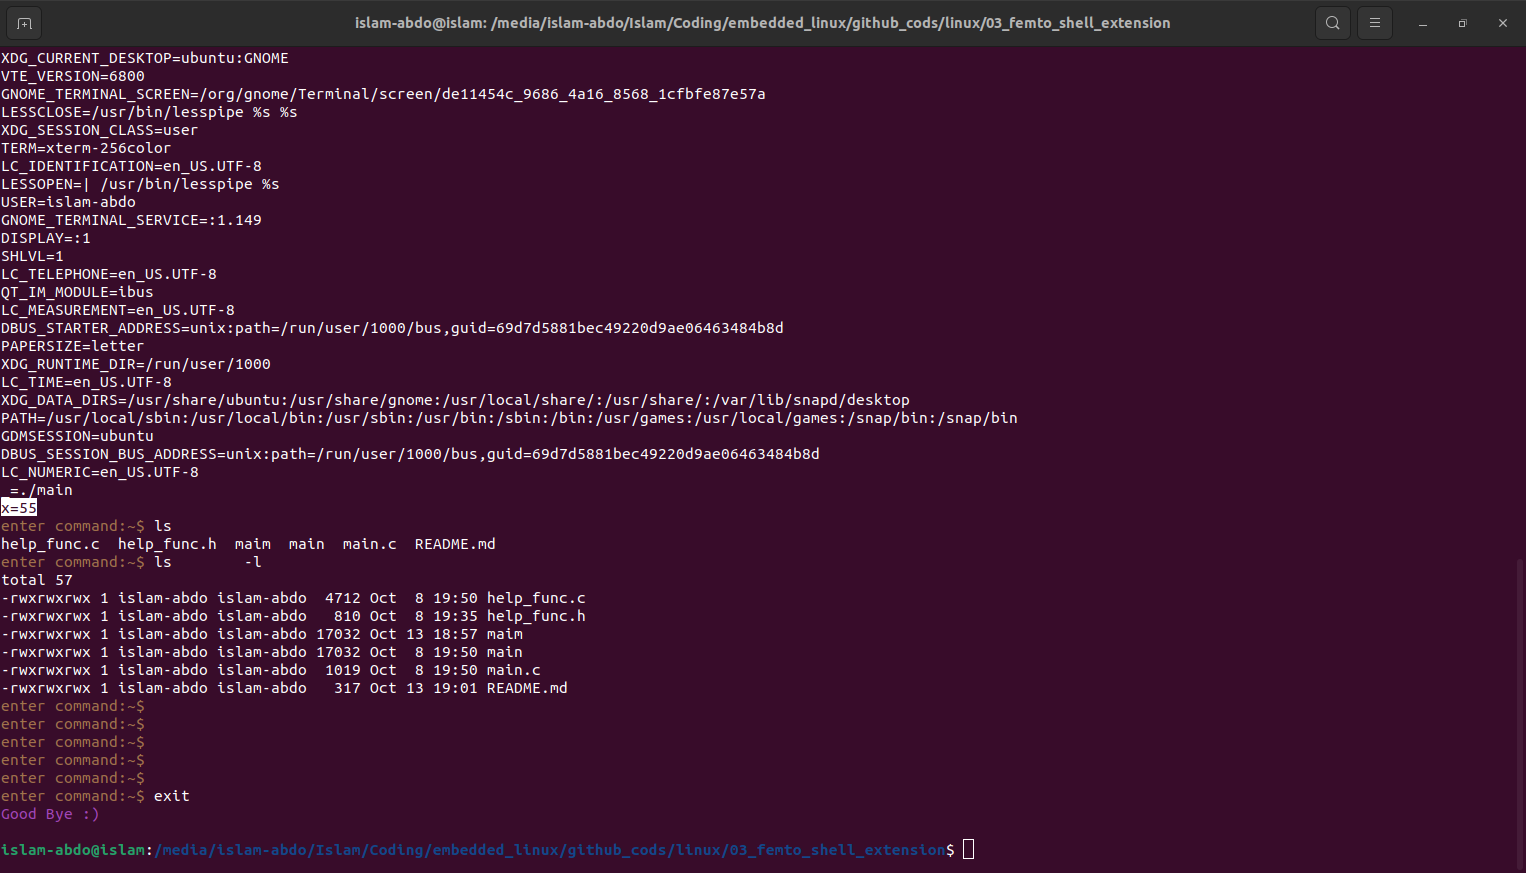 islam-abdo@islam: /media/islam-abdo/Islam/Coding/embedded_linux/github_cods/linux/03_femto_shell_extension
XDG_CURRENT_DESKTOP=ubuntu:GNOME
VTE_VERSION=6800
GNOME_TERMINAL_SCREEN=/org/gnome/Terminal/screen/de11454c_9686_4a16_8568_1cfbfe87e57a
LESSCLOSE=/usr/bin/lesspipe %s %s
XDG_SESSION_CLASS=user
TERM=xterm-256color
LC_IDENTIFICATION=en_US.UTF-8
LESSOPEN=| /usr/bin/lesspipe %s
USER=islam-abdo
GNOME_TERMINAL_SERVICE=:1.149
DISPLAY=:1
SHLVL=1
LC_TELEPHONE=en_US.UTF-8
QT_IM_MODULE=ibus
LC_MEASUREMENT=en_US.UTF-8
DBUS_STARTER_ADDRESS=unix:path=/run/user/1000/bus,guid=69d7d5881bec49220d9ae06463484b8d
PAPERSIZE=letter
XDG_RUNTIME_DIR=/run/user/1000
LC_TIME=en_US.UTF-8
XDG_DATA_DIRS=/usr/share/ubuntu:/usr/share/gnome:/usr/local/share/:/usr/share/:/var/lib/snapd/desktop
PATH=/usr/local/sbin:/usr/local/bin:/usr/sbin:/usr/bin:/sbin:/bin:/usr/games:/usr/local/games:/snap/bin:/snap/bin
GDMSESSION=ubuntu
DBUS_SESSION_BUS_ADDRESS=unix:path=/run/user/1000/bus,guid=69d7d5881bec49220d9ae06463484b8d
LC_NUMERIC=en_US.UTF-8
_=./main
x=55
enter command:~$ ls
help_func.c  help_func.h  maim  main  main.c  README.md
enter command:~$ ls        -l
total 57
-rwxrwxrwx 1 islam-abdo islam-abdo  4712 Oct  8 19:50 help_func.c
-rwxrwxrwx 1 islam-abdo islam-abdo   810 Oct  8 19:35 help_func.h
-rwxrwxrwx 1 islam-abdo islam-abdo 17032 Oct 13 18:57 maim
-rwxrwxrwx 1 islam-abdo islam-abdo 17032 Oct  8 19:50 main
-rwxrwxrwx 1 islam-abdo islam-abdo  1019 Oct  8 19:50 main.c
-rwxrwxrwx 1 islam-abdo islam-abdo   317 Oct 13 19:01 README.md
enter command:~$
enter command:~$
enter command:~$
enter command:~$
enter command:~$
enter command:~$ exit
Good Bye :)
islam-abdo@islam:/media/islam-abdo/Islam/Coding/embedded_linux/github_cods/linux/03_femto_shell_extension$